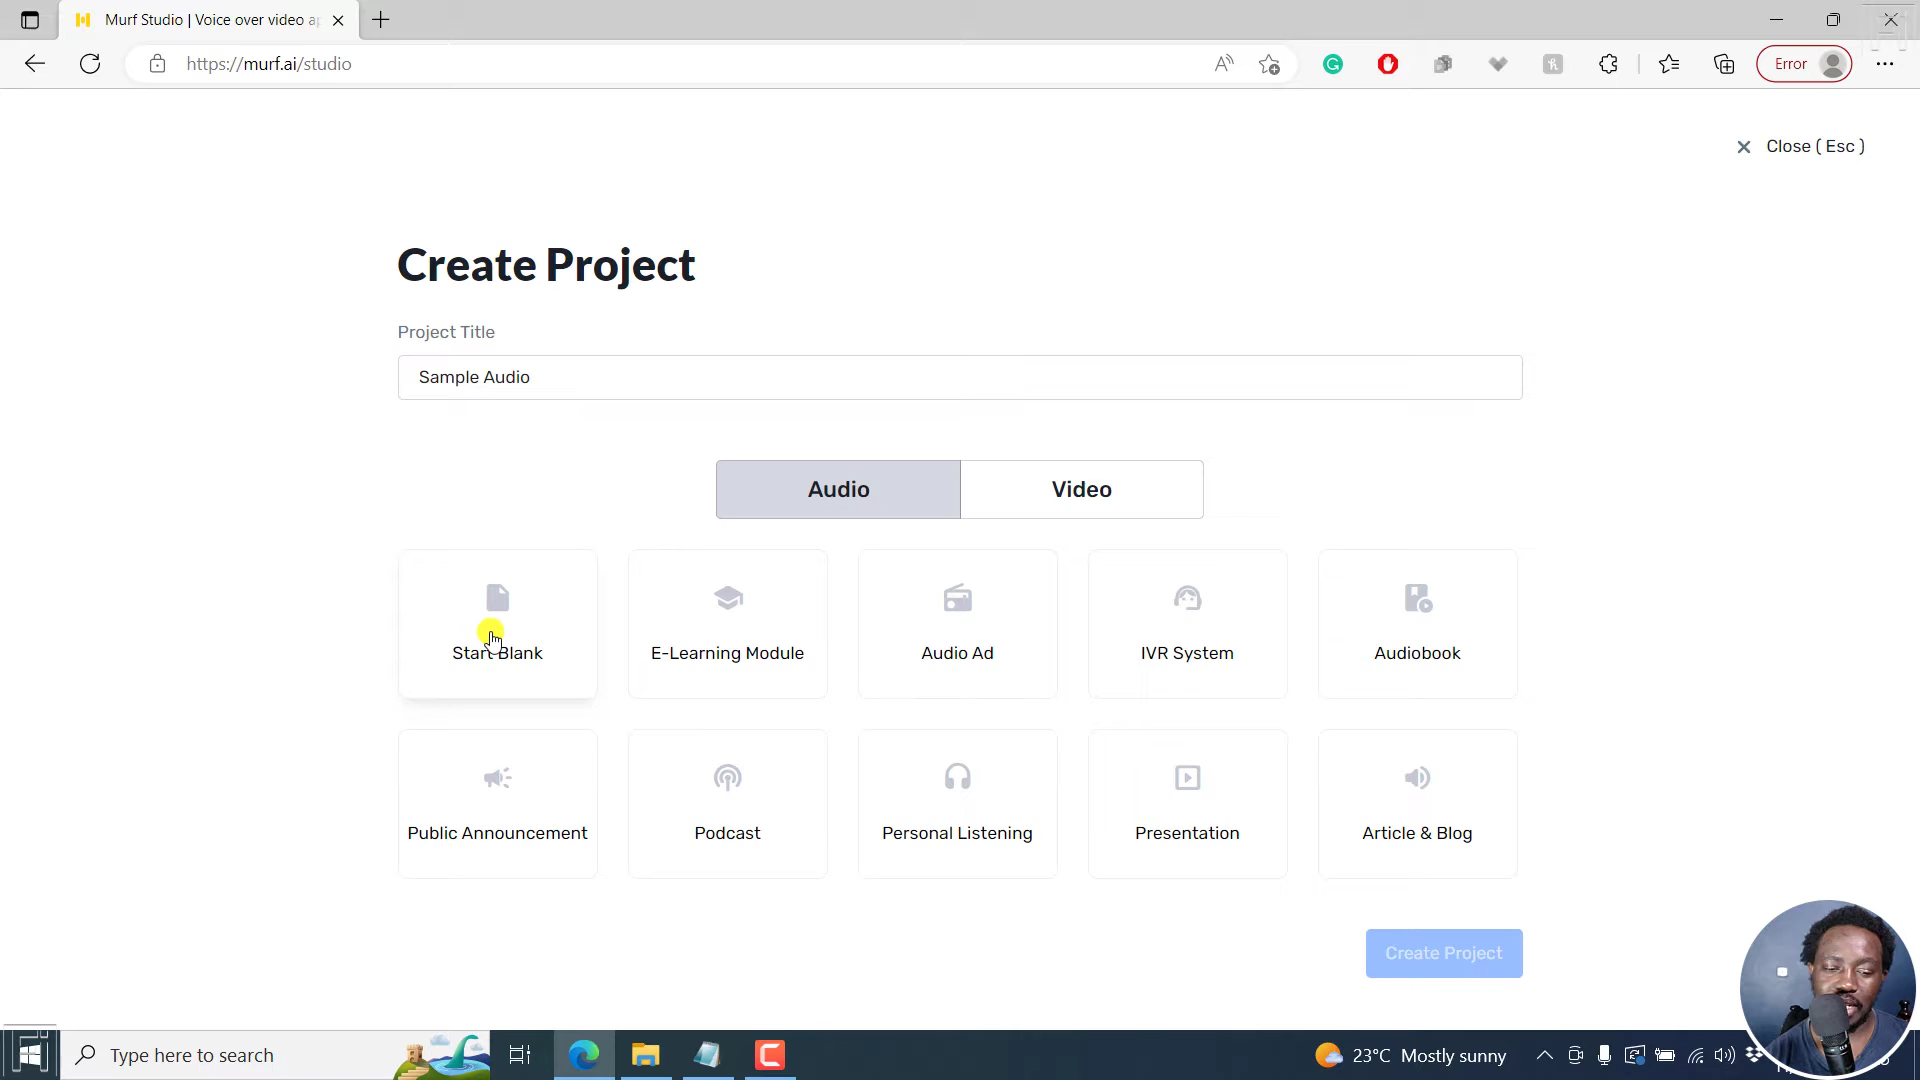 Murf Studio | Voice over video a
https://murf.ai/studio
Error
Close ( Esc )
Create Project
Project Title
Sample Audio
Audio
Video
Start Blank
E-Learning Module
Audio Ad
IVR System
Audiobook
Public Announcement
Podcast
Personal Listening
Presentation
Article & Blog
Create Project
Type here to search
23°C Mostly sunny